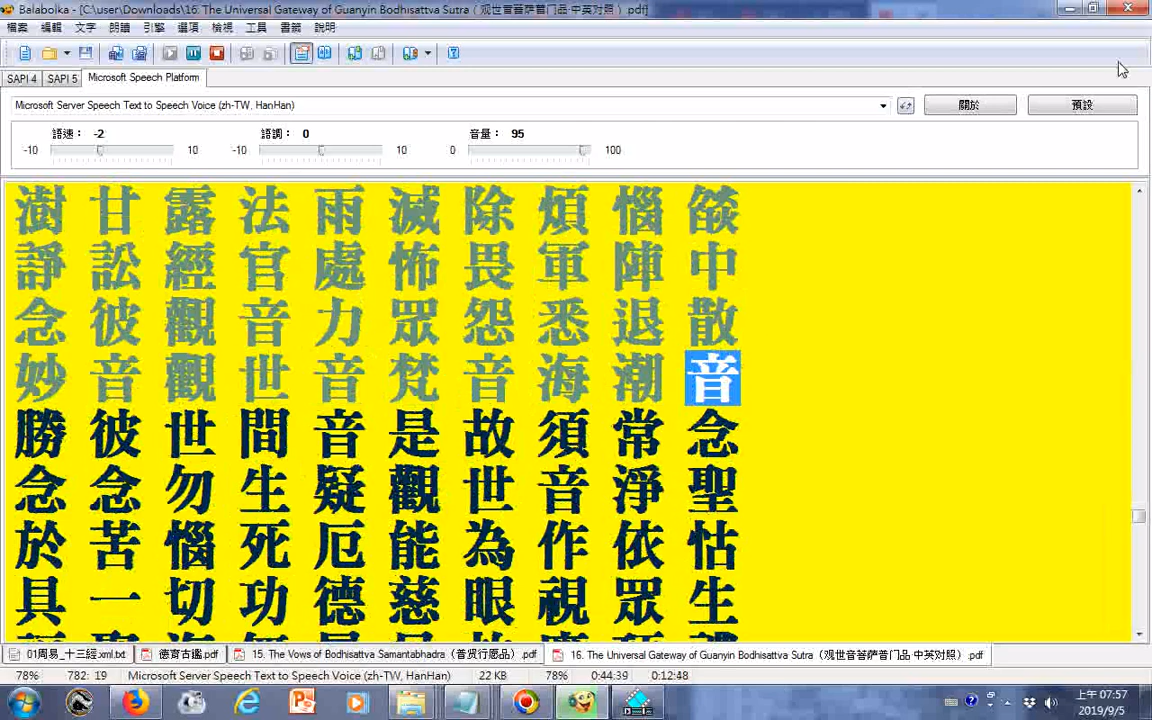 Balabolka - [C:\user\Downloads\16. The Universal Gateway of Guanyin Bodhisattva Sutra（观世音菩萨普门品·中英对照）.pdf]
檔案 編輯 文字 朗讀 引擎 選項 檢視 工具 書籤 說明
SAPI 4 SAPI 5 Microsoft Speech Platform
Microsoft Server Speech Text to Speech Voice (zh-TW, HanHan) 關於 預設
語速： -2 語調： 0 音量： 95
-10 10 -10 10 0 100
澍甘露法雨滅除煩惱燄
諍訟經官處怖畏軍陣中
念彼觀音力眾怨悉退散
妙音觀世音梵音海潮音
勝彼世間音是故須常念
念念勿生疑觀世音淨聖
於苦惱死厄能為作依怙
具一切功德慈眼視眾生
01周易_十三經.xml.txt 德育古鑑.pdf 15. The Vows of Bodhisattva Samantabhadra（普贤行愿品）.pdf 16. The Universal Gateway of Guanyin Bodhisattva Sutra（观世音菩萨普门品·中英对照）.pdf
78% 782: 19 Microsoft Server Speech Text to Speech Voice (zh-TW, HanHan) 22 KB 78% 0:44:39 0:12:48
上午 07:57
2019/9/5